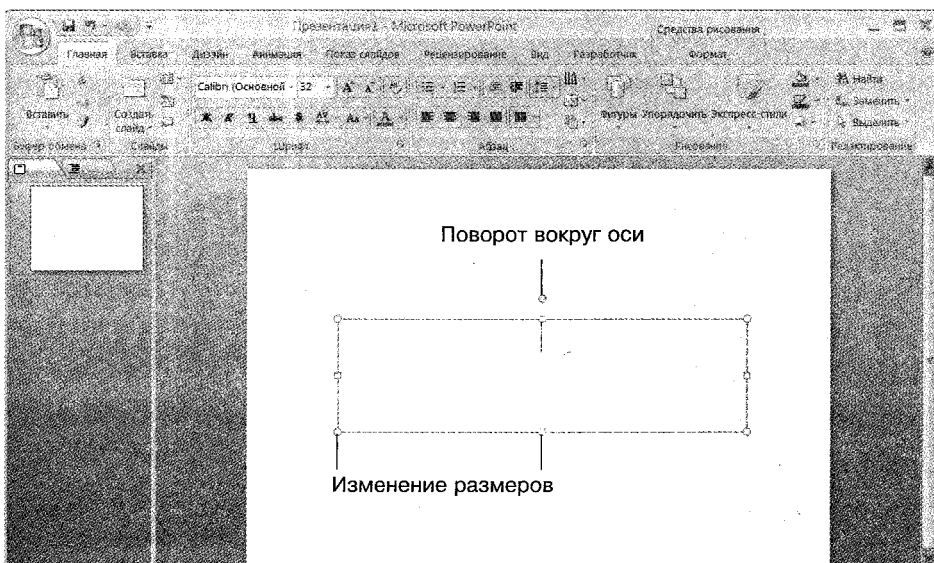 Презентация1 - Microsoft PowerPoint
Средства рисования
Главная Вставка Дизайн Анимация Показ слайдов Рецензирование Вид Разработчик Формат
Calibri (Основной 32
Найти
Заменить
Выделить
Вставить
Создать слайд
Фигуры Упорядочить Экспресс-стили
Буфер обмена Слайды Шрифт Абзац Рисование Редактирование
Поворот вокруг оси
Изменение размеров